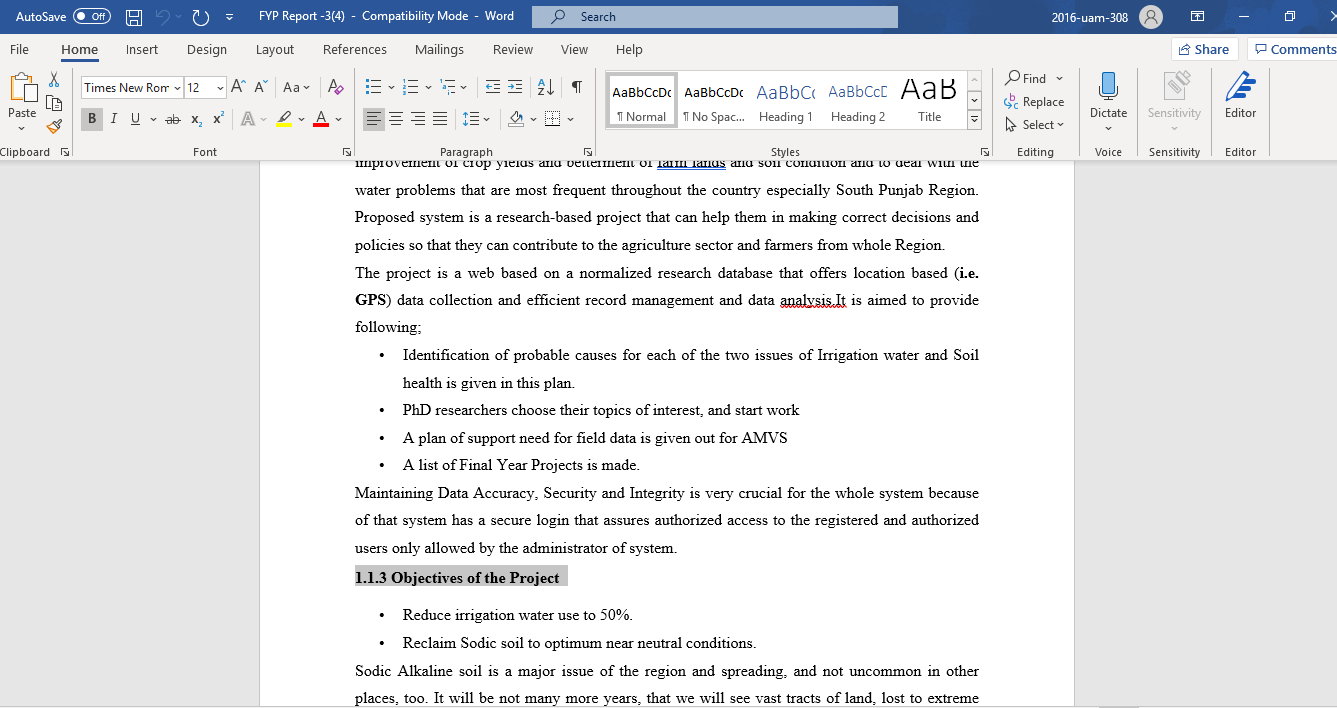 AutoSave Off FYP Report -3(4) - Compatibility Mode - Word Search 2016-uam-308
File Home Insert Design Layout References Mailings Review View Help Share Comments
Times New Rom 12 Aa AaBbCcDc AaBbCcDc AaBbCc AaBbCcD AaB Find
Paste B I U ab x₂ x² A A ¶ Normal ¶ No Spac... Heading 1 Heading 2 Title Replace Select Dictate Sensitivity Editor
Clipboard Font Paragraph Styles Editing Voice Sensitivity Editor
improvement of crop yields and betterment of farm lands and soil condition and to deal with the
water problems that are most frequent throughout the country especially South Punjab Region.
Proposed system is a research-based project that can help them in making correct decisions and
policies so that they can contribute to the agriculture sector and farmers from whole Region.
The project is a web based on a normalized research database that offers location based (i.e.
GPS) data collection and efficient record management and data analysis.It is aimed to provide
following;
• Identification of probable causes for each of the two issues of Irrigation water and Soil
health is given in this plan.
• PhD researchers choose their topics of interest, and start work
• A plan of support need for field data is given out for AMVS
• A list of Final Year Projects is made.
Maintaining Data Accuracy, Security and Integrity is very crucial for the whole system because
of that system has a secure login that assures authorized access to the registered and authorized
users only allowed by the administrator of system.
1.1.3 Objectives of the Project
• Reduce irrigation water use to 50%.
• Reclaim Sodic soil to optimum near neutral conditions.
Sodic Alkaline soil is a major issue of the region and spreading, and not uncommon in other
places, too. It will be not many more years, that we will see vast tracts of land, lost to extreme